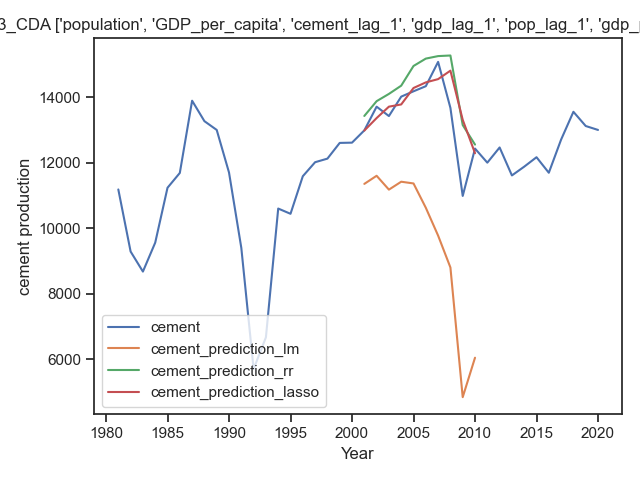 3_CDA ['population', 'GDP_per_capita', 'cement_lag_1', 'gdp_lag_1', 'pop_lag_1', 'gdp_p
14000
12000
10000
8000
6000
cement production
cement
cement_prediction_lm
cement_prediction_rr
cement_prediction_lasso
1980 1985 1990 1995 2000 2005 2010 2015 2020
Year